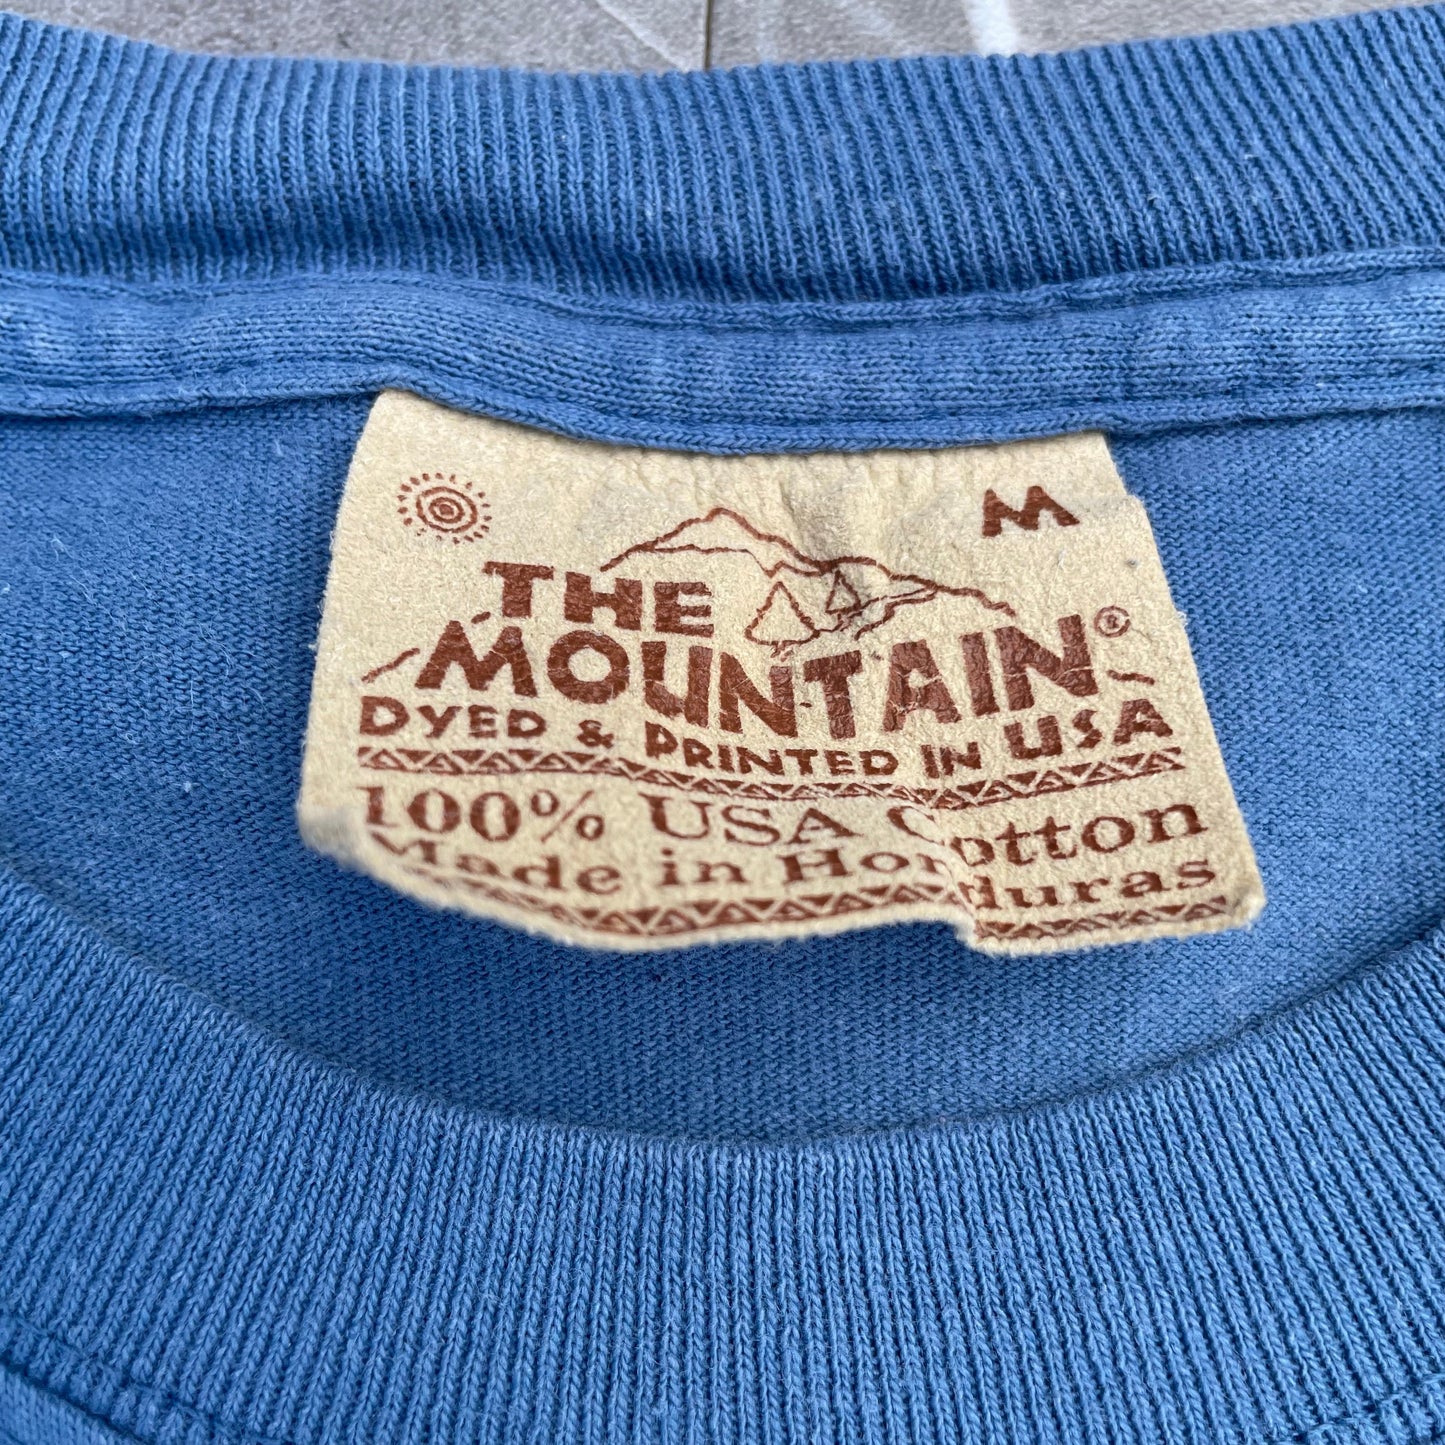 M
THE
MOUNTAIN®
DYED & PRINTED IN USA
100% USA Cotton
Made in Honduras